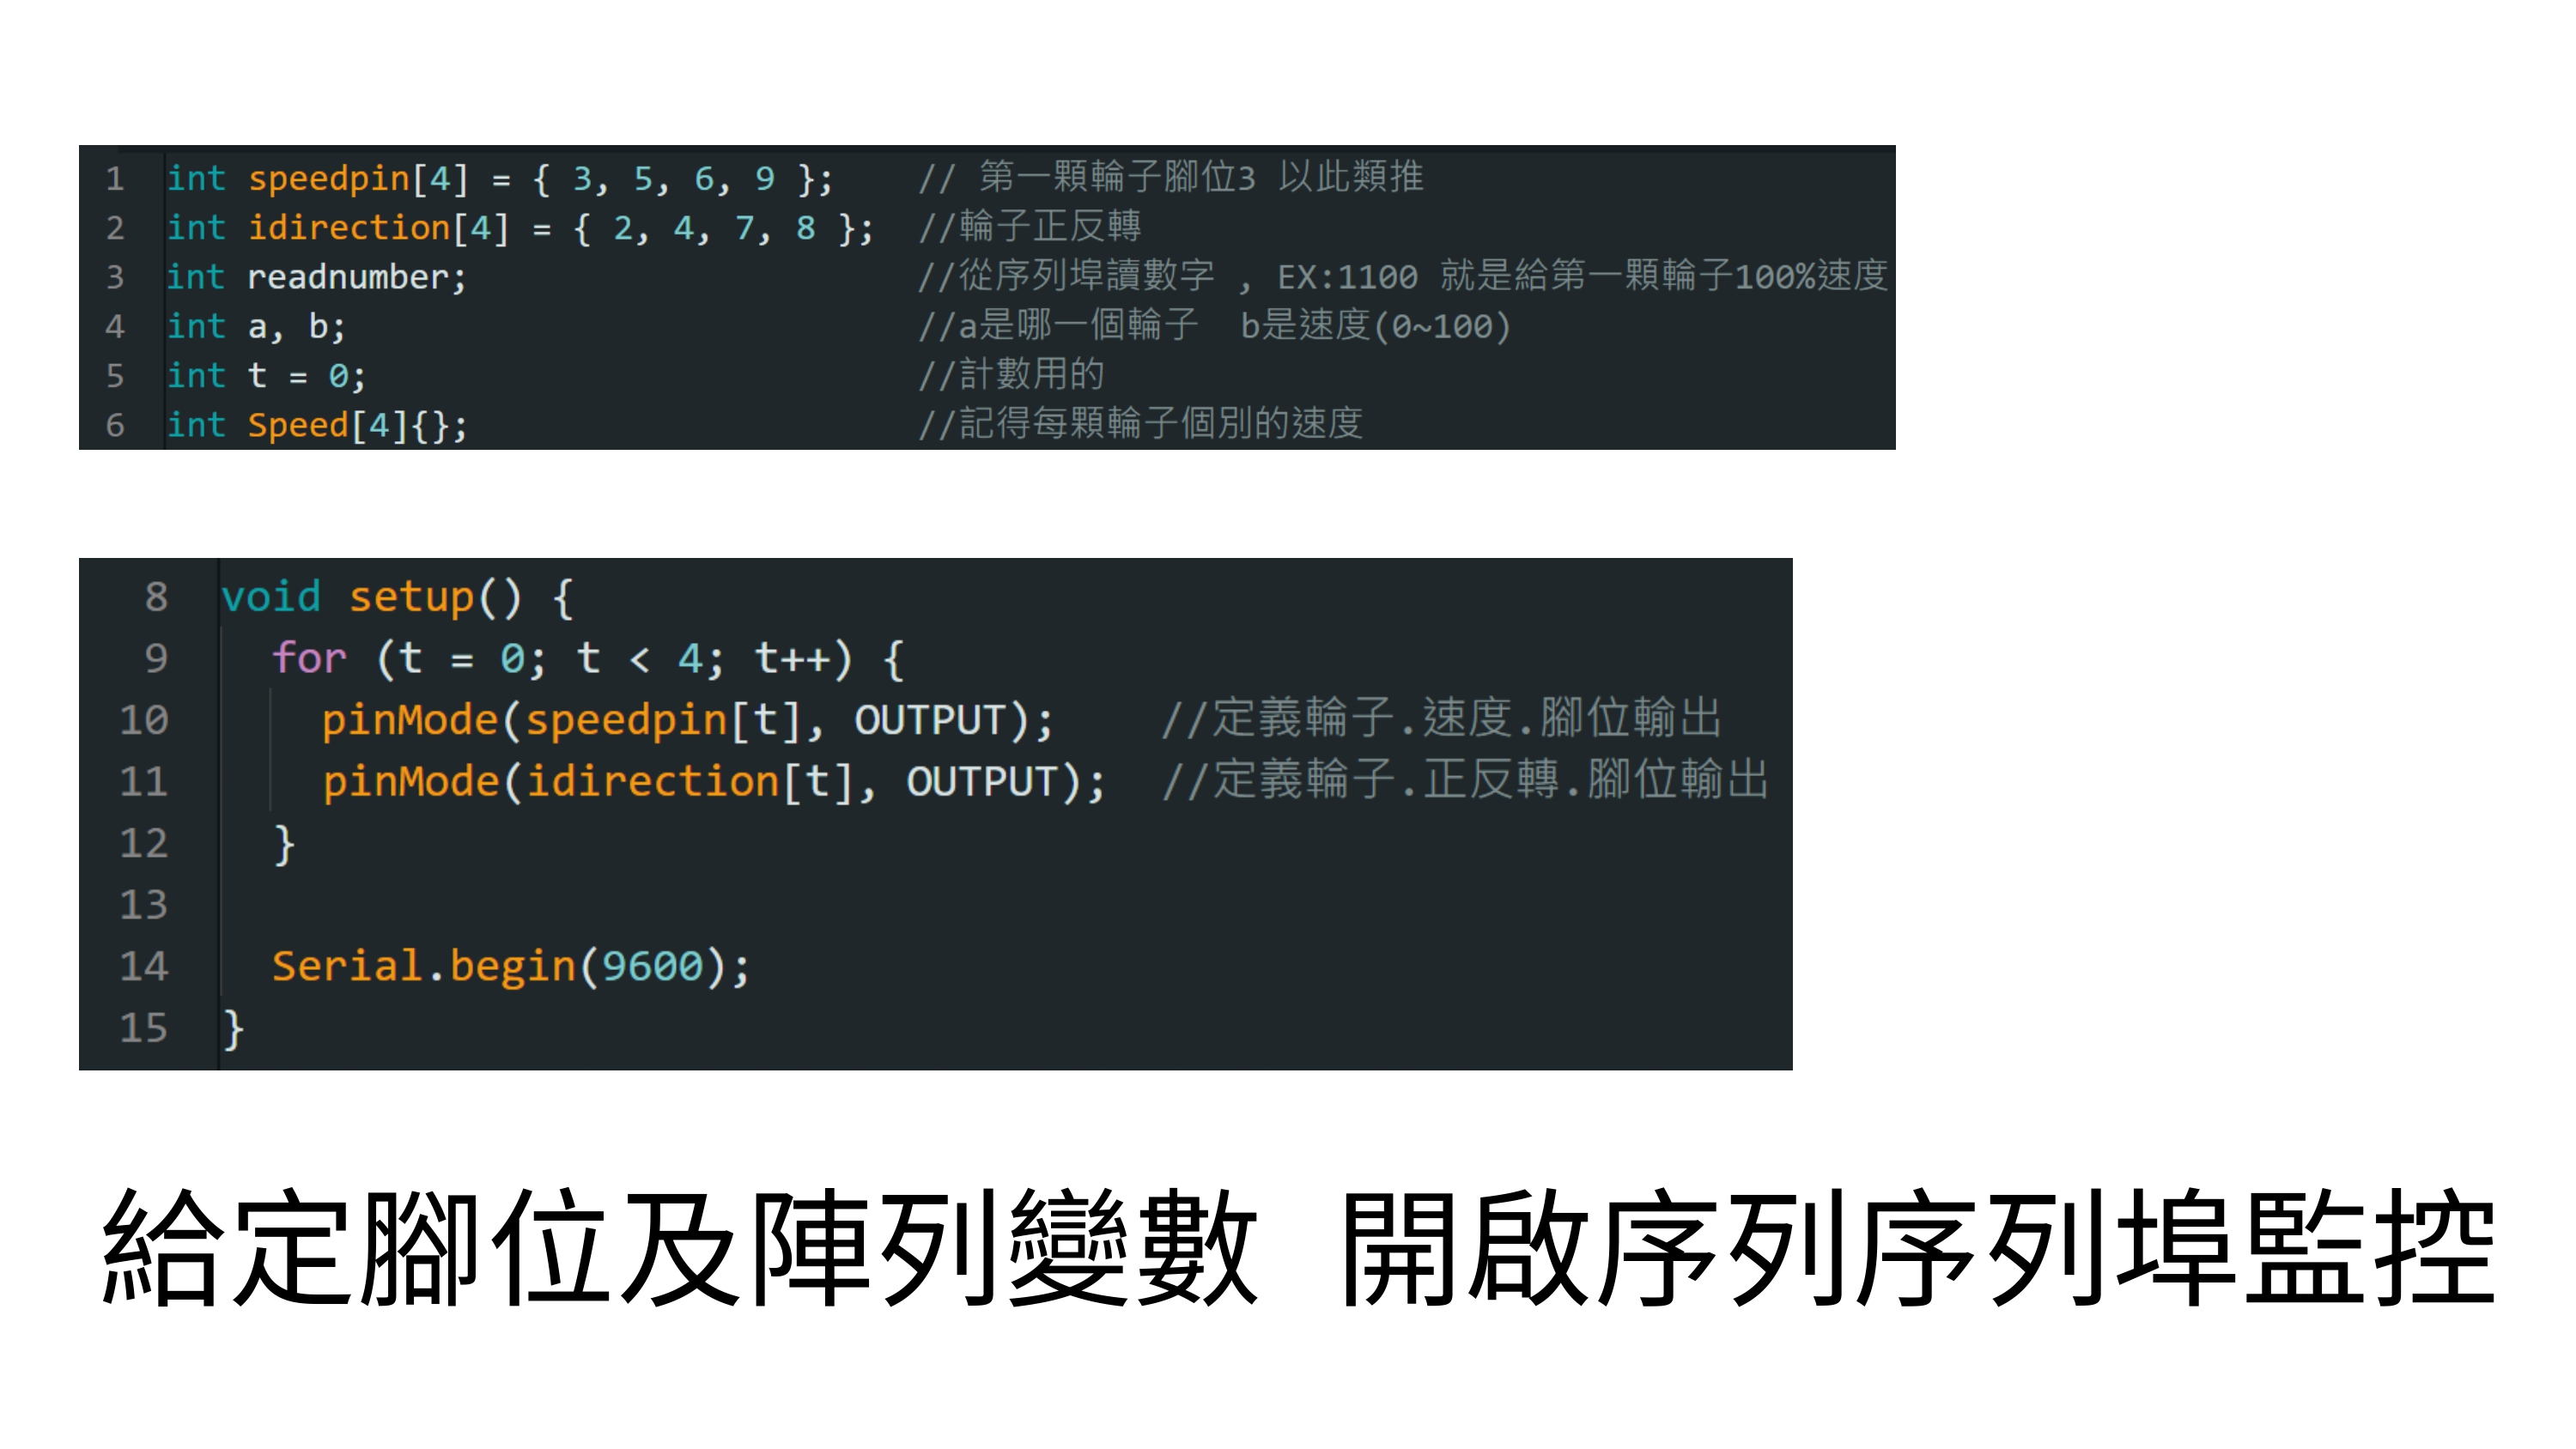 1 int speedpin[4] = { 3, 5, 6, 9 }; // 第一顆輪子腳位3 以此類推
2 int idirection[4] = { 2, 4, 7, 8 }; //輪子正反轉
3 int readnumber; //從序列埠讀數字 , EX:1100 就是給第一顆輪子100%速度
4 int a, b; //a是哪一個輪子 b是速度(0~100)
5 int t = 0; //計數用的
6 int Speed[4]{}; //記得每顆輪子個別的速度
8 void setup() {
9 for (t = 0; t < 4; t++) {
10 pinMode(speedpin[t], OUTPUT); //定義輪子.速度.腳位輸出
11 pinMode(idirection[t], OUTPUT); //定義輪子.正反轉.腳位輸出
12 }
13
14 Serial.begin(9600);
15 }
給定腳位及陣列變數 開啟序列序列埠監控